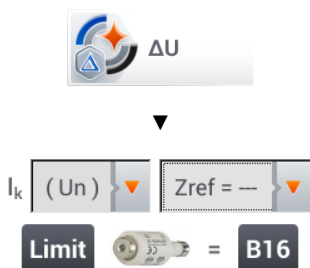 ΔU
Ik (Un) Zref = ---
Limit = B16